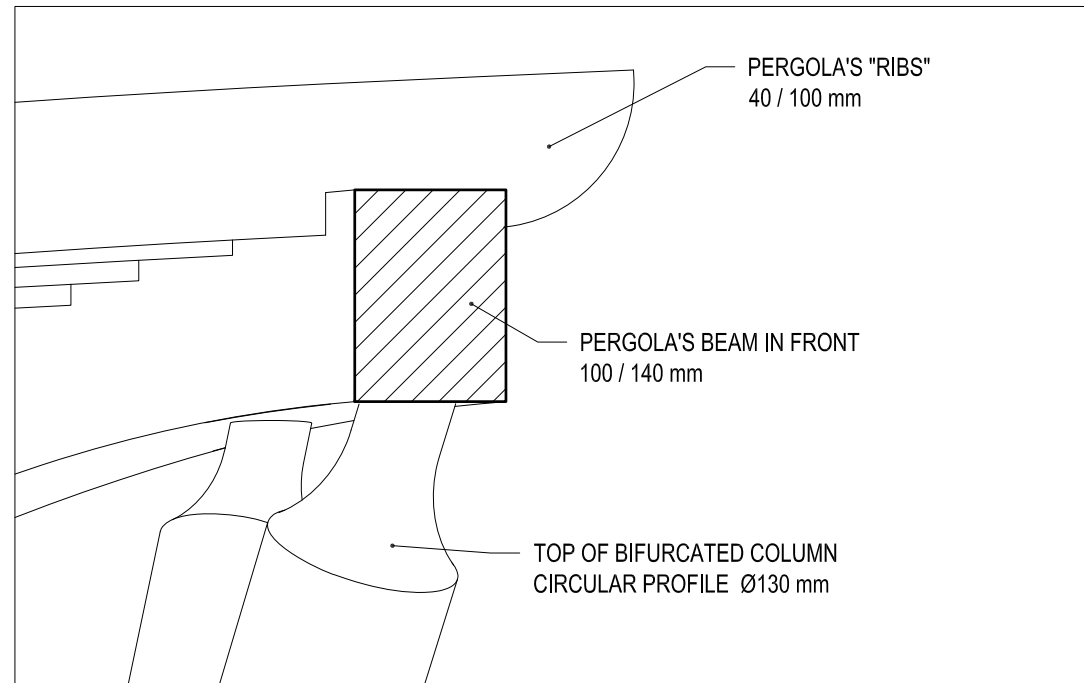 PERGOLA'S "RIBS"
40 / 100 mm
PERGOLA'S BEAM IN FRONT
100 / 140 mm
TOP OF BIFURCATED COLUMN
CIRCULAR PROFILE Ø130 mm